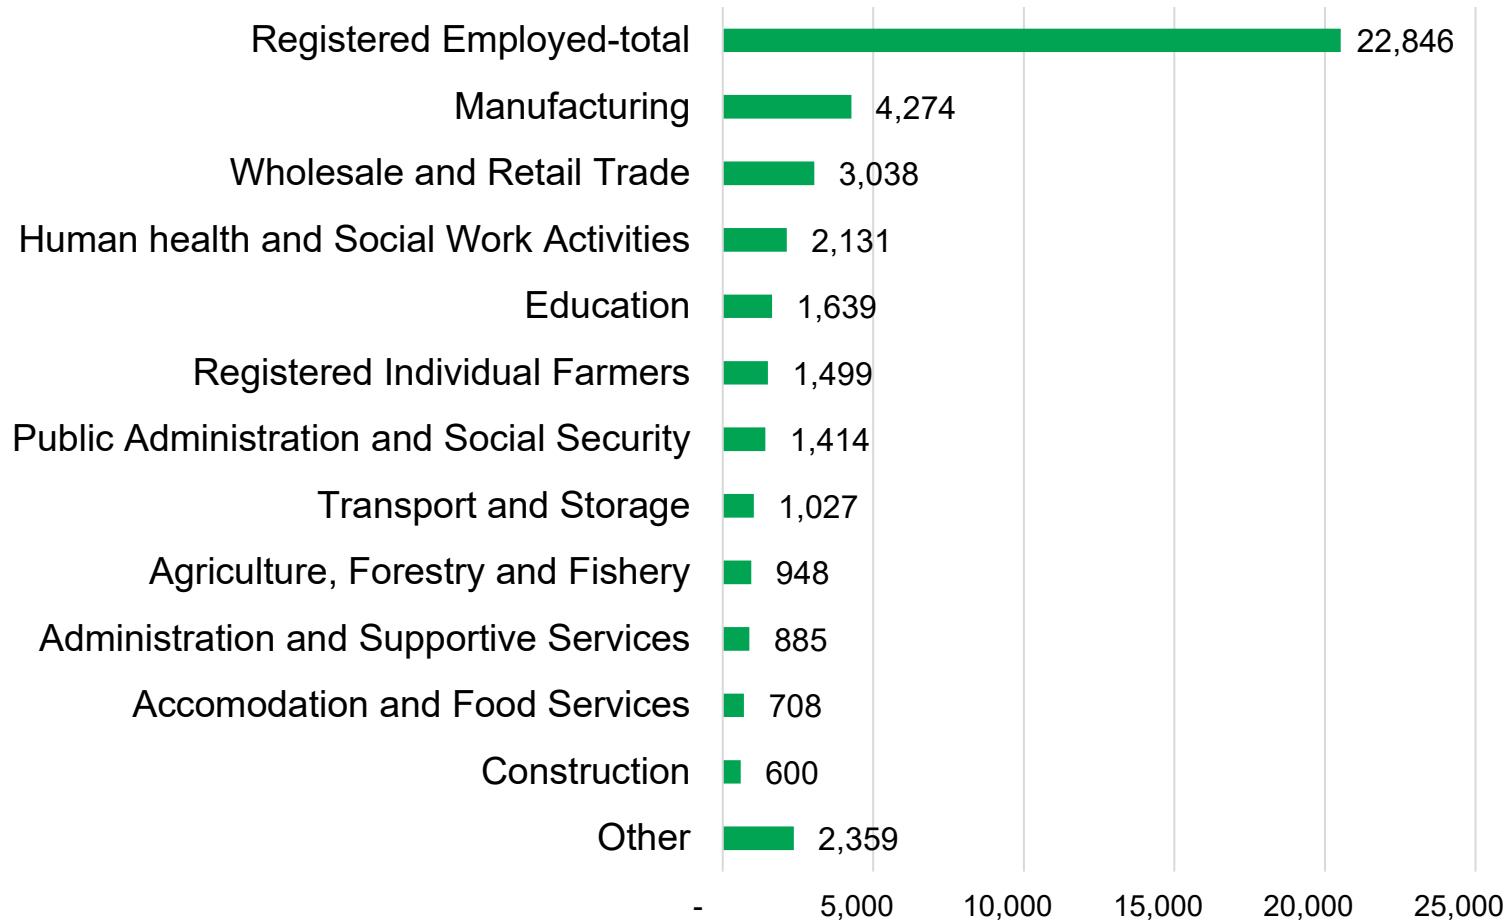 Registered Employed-total 22,846
Manufacturing 4,274
Wholesale and Retail Trade 3,038
Human health and Social Work Activities 2,131
Education 1,639
Registered Individual Farmers 1,499
Public Administration and Social Security 1,414
Transport and Storage 1,027
Agriculture, Forestry and Fishery 948
Administration and Supportive Services 885
Accomodation and Food Services 708
Construction 600
Other 2,359
- 5,000 10,000 15,000 20,000 25,000